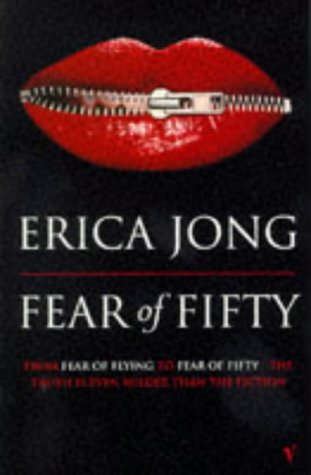 ERICA JONG
FEAR of FIFTY
FROM FEAR OF FLYING TO FEAR OF FIFTY - THE
TRUTH IS EVEN WILDER THAN THE FICTION
V